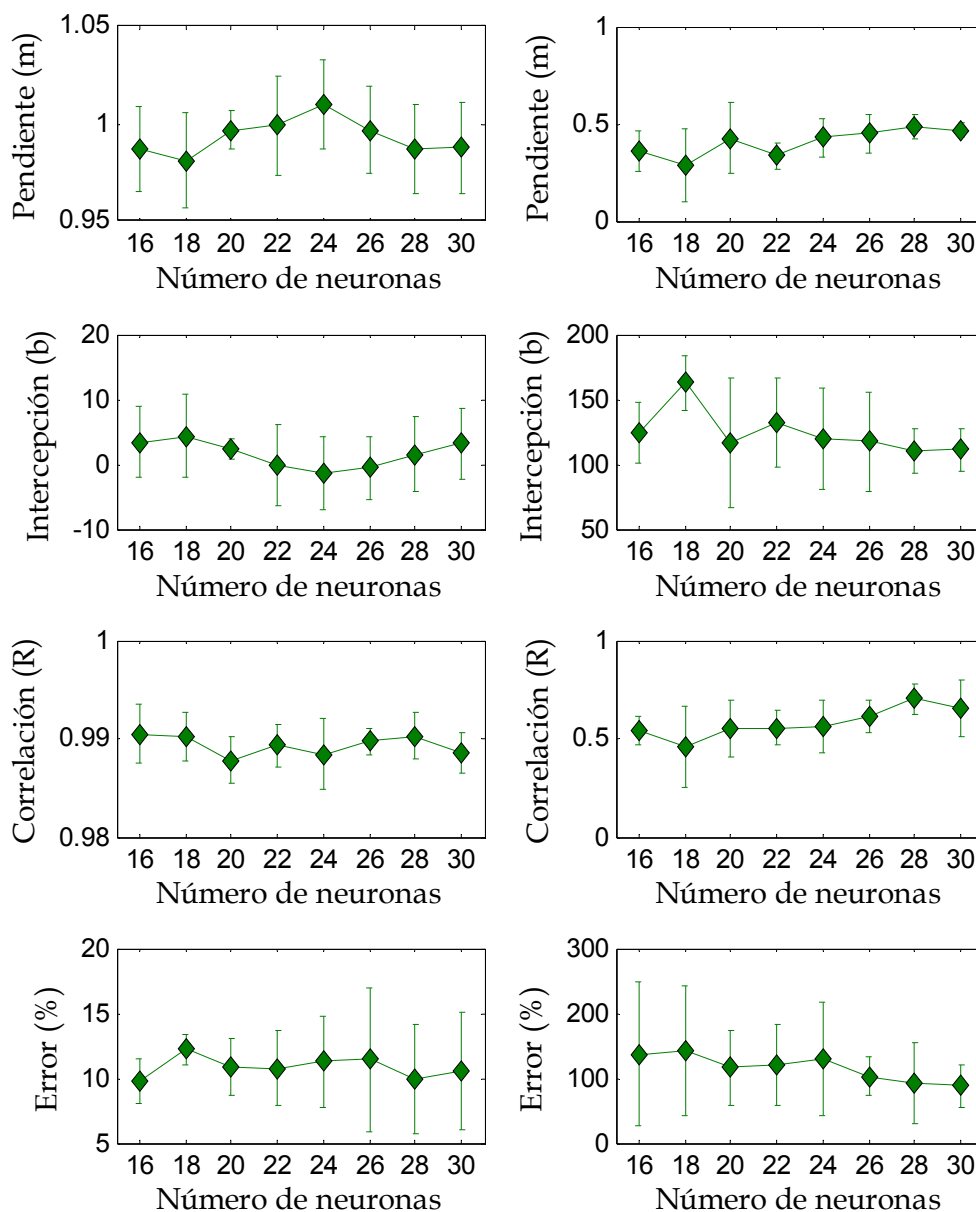 Pendiente (m)
1.05
1
0.95
16 18 20 22 24 26 28 30
Número de neuronas
Pendiente (m)
1
0.5
0
16 18 20 22 24 26 28 30
Número de neuronas
Intercepción (b)
20
10
0
-10
16 18 20 22 24 26 28 30
Número de neuronas
Intercepción (b)
200
150
100
50
16 18 20 22 24 26 28 30
Número de neuronas
Correlación (R)
1
0.99
0.98
16 18 20 22 24 26 28 30
Número de neuronas
Correlación (R)
1
0.5
0
16 18 20 22 24 26 28 30
Número de neuronas
Error (%)
20
15
10
5
16 18 20 22 24 26 28 30
Número de neuronas
Error (%)
300
200
100
0
16 18 20 22 24 26 28 30
Número de neuronas